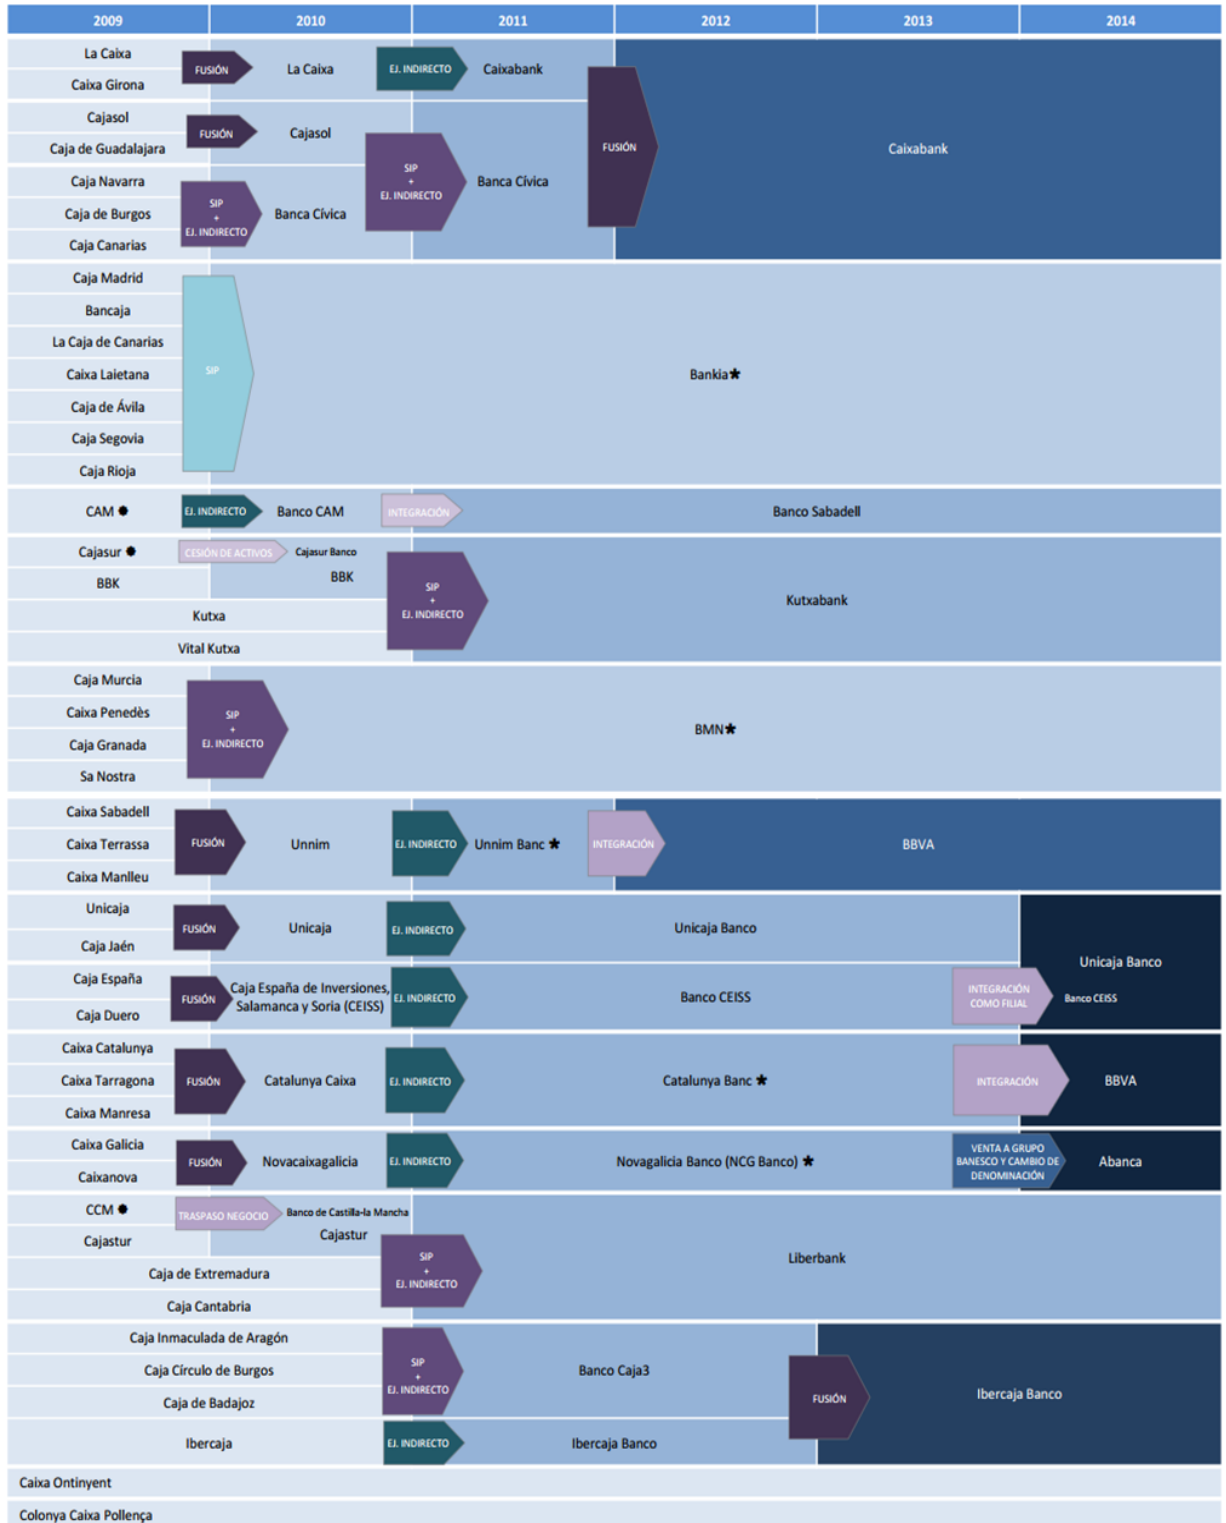 2009 2010 2011 2012 2013 2014
La Caixa
Caixa Girona
FUSIÓN
La Caixa
EJ. INDIRECTO
Caixabank
Cajasol
Caja de Guadalajara
FUSIÓN
Cajasol
Caja Navarra
Caja de Burgos
Caja Canarias
SIP
+
EJ. INDIRECTO
Banca Cívica
SIP
+
EJ. INDIRECTO
Banca Cívica
FUSIÓN
Caixabank
Caja Madrid
Bancaja
La Caja de Canarias
Caixa Laietana
Caja de Ávila
Caja Segovia
Caja Rioja
SIP
Bankia★
CAM ●
EJ. INDIRECTO
Banco CAM
INTEGRACIÓN
Banco Sabadell
Cajasur ●
CESIÓN DE ACTIVOS
Cajasur Banco
BBK
BBK
Kutxa
Vital Kutxa
SIP
+
EJ. INDIRECTO
Kutxabank
Caja Murcia
Caixa Penedès
Caja Granada
Sa Nostra
SIP
+
EJ. INDIRECTO
BMN★
Caixa Sabadell
Caixa Terrassa
Caixa Manlleu
FUSIÓN
Unnim
EJ. INDIRECTO
Unnim Banc ★
INTEGRACIÓN
BBVA
Unicaja
Caja Jaén
FUSIÓN
Unicaja
EJ. INDIRECTO
Unicaja Banco
Caja España
Caja Duero
FUSIÓN
Caja España de Inversiones,
Salamanca y Soria (CEISS)
EJ. INDIRECTO
Banco CEISS
INTEGRACIÓN
COMO FILIAL
Unicaja Banco
Banco CEISS
Caixa Catalunya
Caixa Tarragona
Caixa Manresa
FUSIÓN
Catalunya Caixa
EJ. INDIRECTO
Catalunya Banc ★
INTEGRACIÓN
BBVA
Caixa Galicia
Caixanova
FUSIÓN
Novacaixagalicia
EJ. INDIRECTO
Novagalicia Banco (NCG Banco) ★
VENTA A GRUPO
BANESCO Y CAMBIO DE
DENOMINACIÓN
Abanca
CCM ●
TRASPASO NEGOCIO
Banco de Castilla-la Mancha
Cajastur
Cajastur
Caja de Extremadura
Caja Cantabria
SIP
+
EJ. INDIRECTO
Liberbank
Caja Inmaculada de Aragón
Caja Círculo de Burgos
Caja de Badajoz
SIP
+
EJ. INDIRECTO
Banco Caja3
Ibercaja
EJ. INDIRECTO
Ibercaja Banco
FUSIÓN
Ibercaja Banco
Caixa Ontinyent
Colonya Caixa Pollença